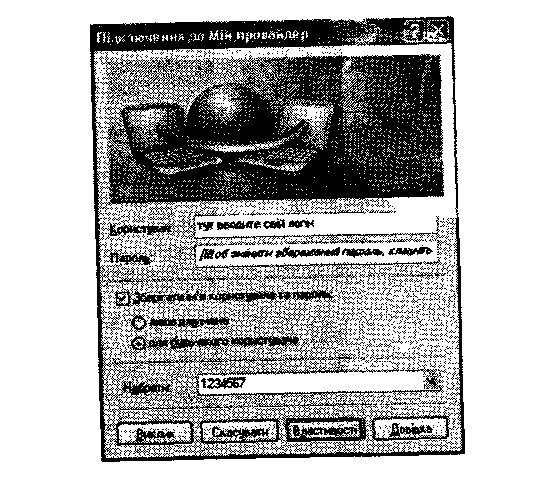 Підключення до Мій провайдер
Користувач: тут вводите свій логін
Пароль: [Щоб змінити збережений пароль, клацніть
Зберігати ім'я користувача та пароль:
лише для мене
для будь-якого користувача
Набрати: 1234567
Виклик Скасувати Властивості Довідка